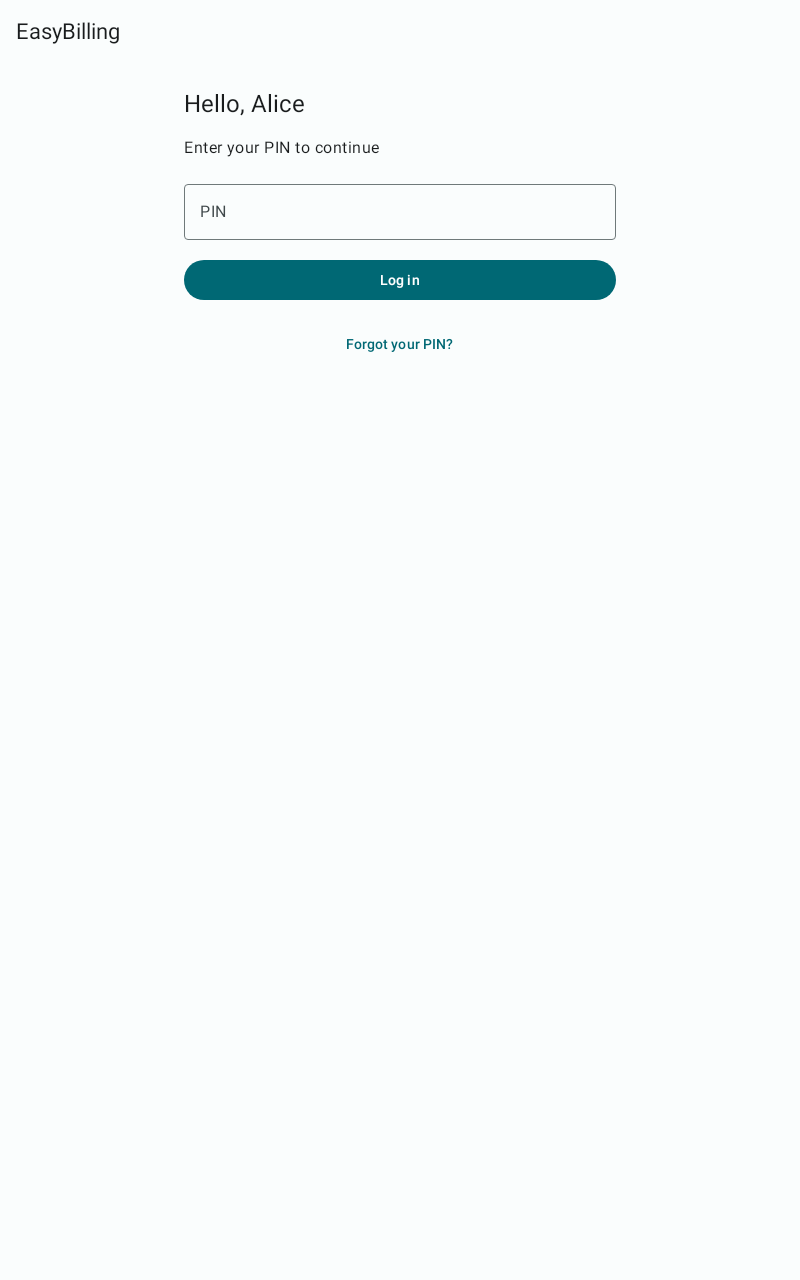 EasyBilling
Hello, Alice
Enter your PIN to continue
PIN
Log in
Forgot your PIN?